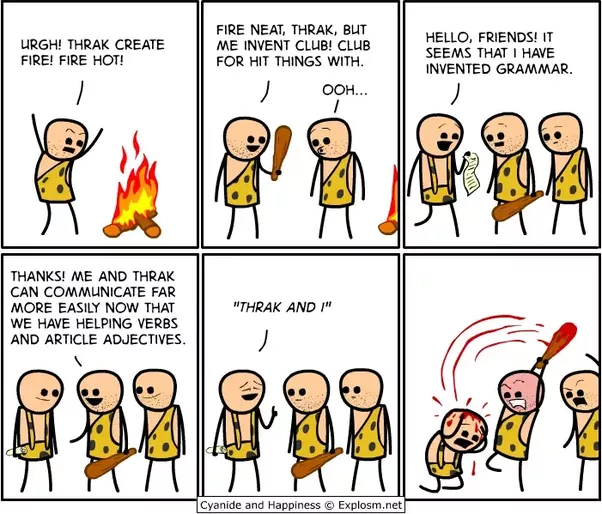 URGH! THRAK CREATE
FIRE! FIRE HOT!
FIRE NEAT, THRAK, BUT
ME INVENT CLUB! CLUB
FOR HIT THINGS WITH.
OOH...
HELLO, FRIENDS! IT
SEEMS THAT I HAVE
INVENTED GRAMMAR.
THANKS! ME AND THRAK
CAN COMMUNICATE FAR
MORE EASILY NOW THAT
WE HAVE HELPING VERBS
AND ARTICLE ADJECTIVES.
"THRAK AND I"
Cyanide and Happiness © Explosm.net